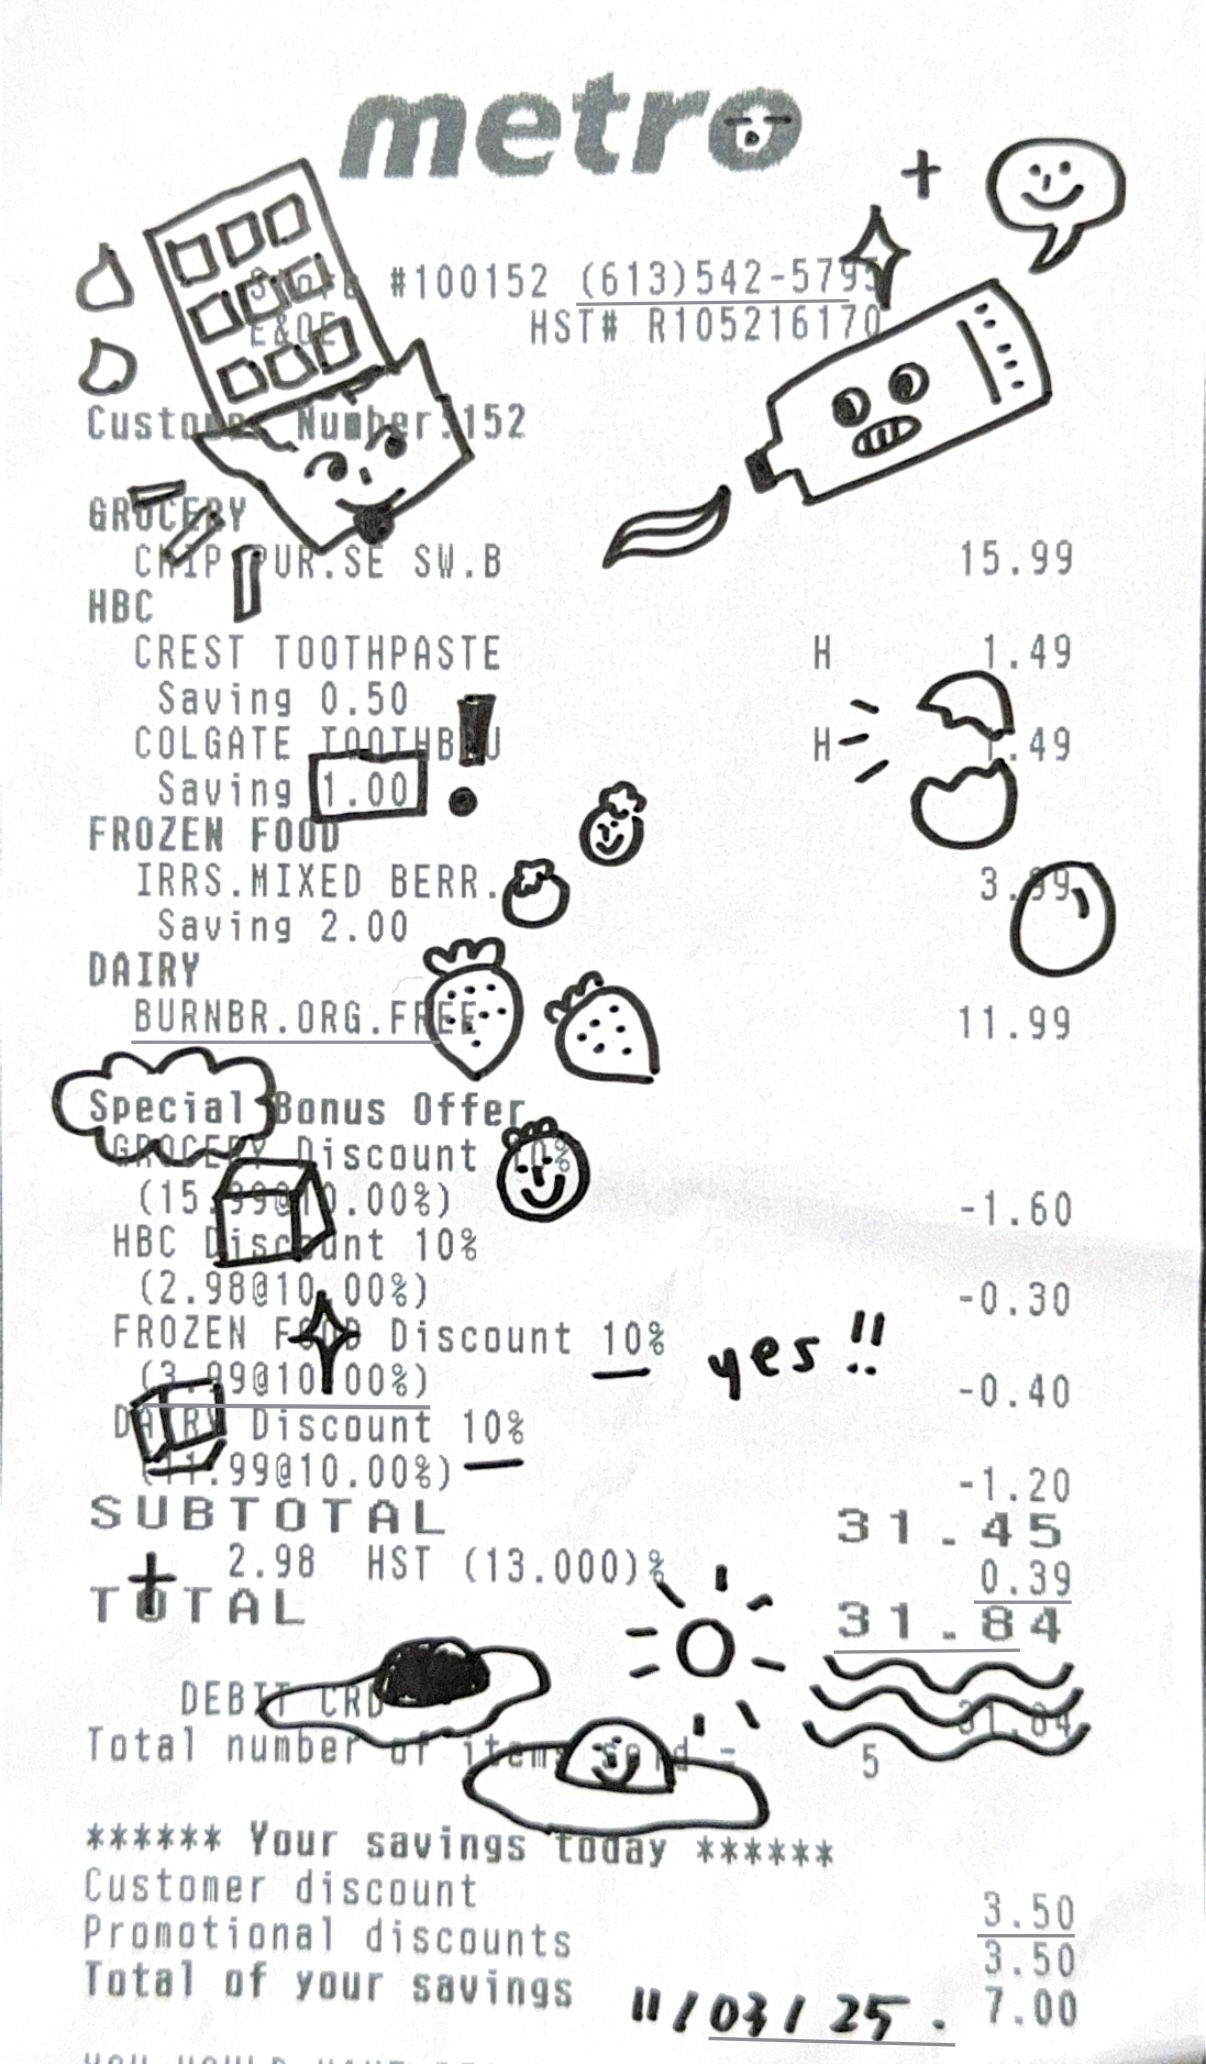 metro
Store #100152 (613)542-5795
E&OE HST# R105216170
Customer Number:152
GROCERY
CHIP PUR.SE SW.B 15.99
HBC
CREST TOOTHPASTE H 1.49
Saving 0.50
COLGATE TOOTHBRU H 1.49
Saving 1.00
FROZEN FOOD
IRRS.MIXED BERR. 3.99
Saving 2.00
DAIRY
BURNBR.ORG.FREE 11.99
Special Bonus Offer
GROCERY Discount 10%
(15.99@10.00%) -1.60
HBC Discount 10%
(2.98@10.00%) -0.30
FROZEN FOOD Discount 10% yes!!
(3.99@10.00%) -0.40
DAIRY Discount 10%
(11.99@10.00%) -1.20
SUBTOTAL 31.45
2.98 HST (13.000)% 0.39
TOTAL 31.84
DEBIT CRD 31.84
Total number of items sold = 5
****** Your savings today ******
Customer discount 3.50
Promotional discounts 3.50
Total of your savings 7.00
11/03/25.